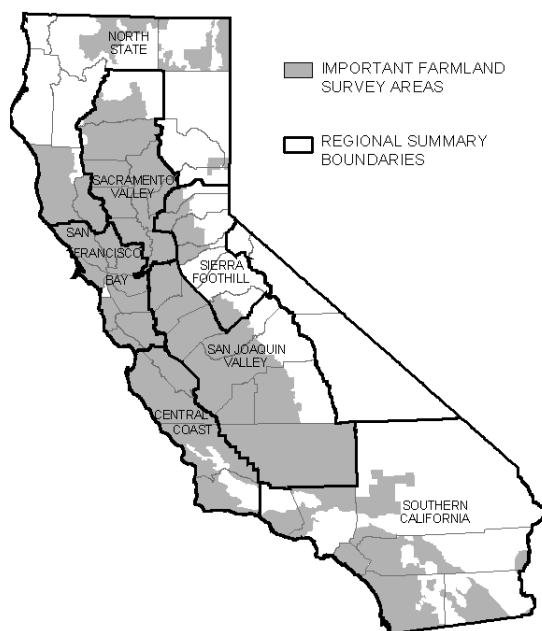 NORTH
STATE
IMPORTANT FARMLAND
SURVEY AREAS
REGIONAL SUMMARY
BOUNDARIES
SACRAMENTO
VALLEY
SAN
FRANCISCO
BAY
SIERRA
FOOTHILL
SAN JOAQUIN
VALLEY
CENTRAL
COAST
SOUTHERN
CALIFORNIA